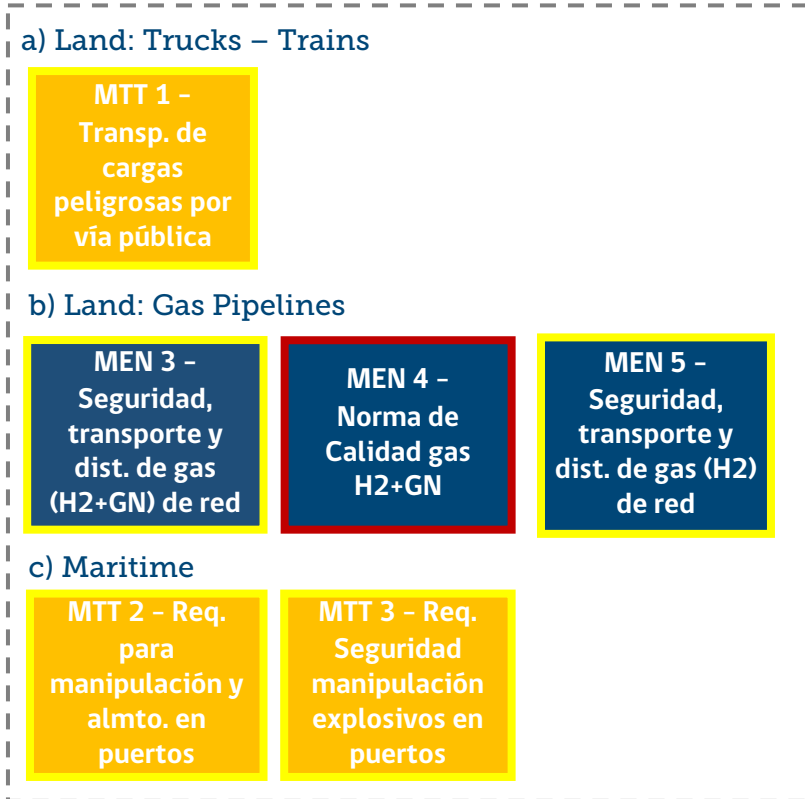 a) Land: Trucks – Trains
MTT 1 –
Transp. de
cargas
peligrosas por
vía pública
b) Land: Gas Pipelines
MEN 3 –
Seguridad,
transporte y
dist. de gas
(H2+GN) de red
MEN 4 –
Norma de
Calidad gas
H2+GN
MEN 5 –
Seguridad,
transporte y
dist. de gas (H2)
de red
c) Maritime
MTT 2 – Req.
para
manipulación y
almto. en
puertos
MTT 3 – Req.
Seguridad
manipulación
explosivos en
puertos